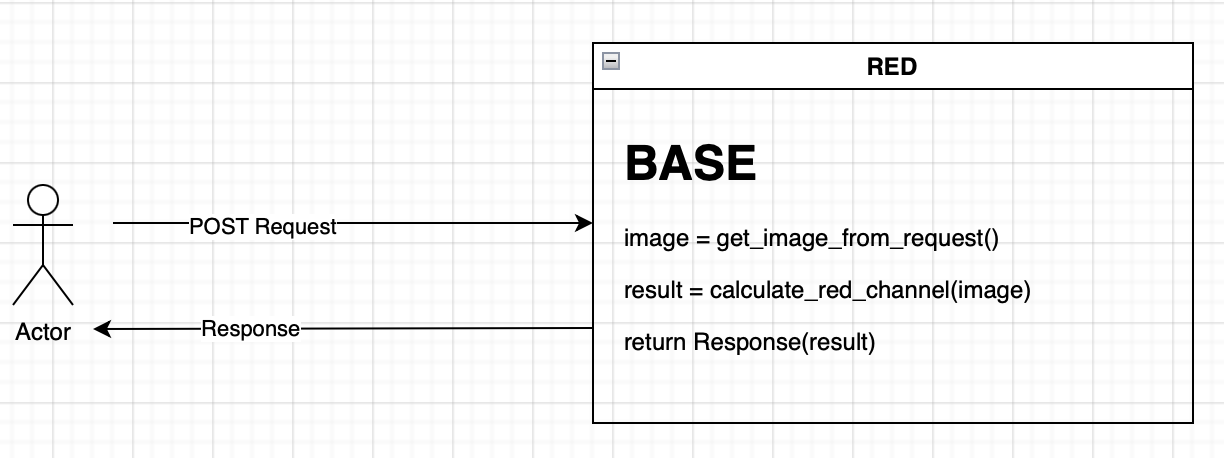 RED
BASE
POST Request
image = get_image_from_request()
result = calculate_red_channel(image)
Response
Actor
return Response(result)